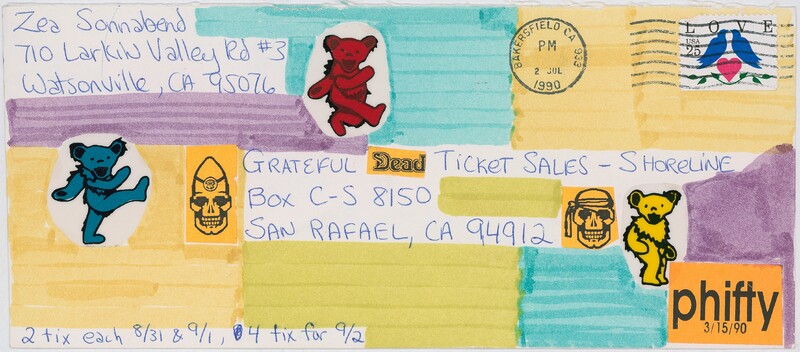 Zea Sonnabend
710 Larkin Valley Rd #3
Watsonville, CA 95076
BAKERSFIELD CA 933
PM
2 JUL
1990
LOVE
USA
25
GRATEFUL Dead TICKET SALES - SHORELINE
BOX C-S 8150
SAN RAFAEL, CA 94912
phifty
3/15/90
2 tix each 8/31 & 9/1, 4 tix for 9/2